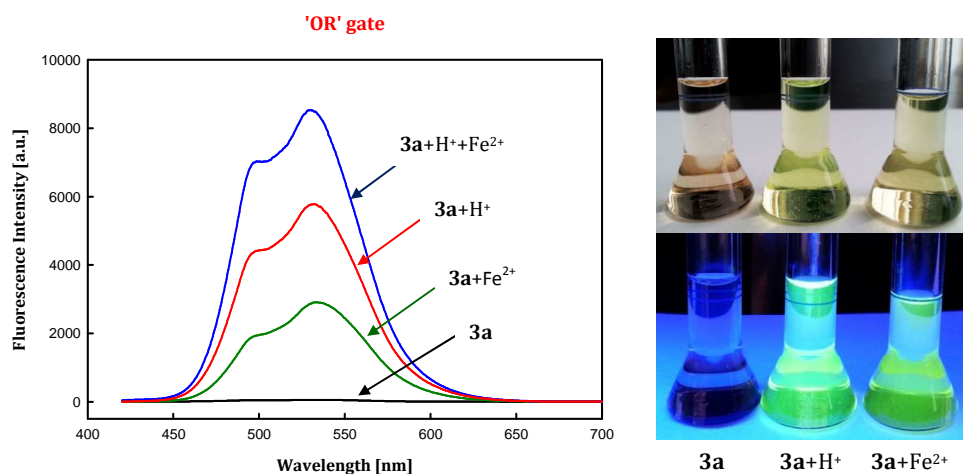 'OR' gate
Fluorescence Intensity [a.u.]
10000
8000
6000
4000
2000
0
3a+H⁺+Fe²⁺
3a+H⁺
3a+Fe²⁺
3a
400 450 500 550 600 650 700
Wavelength [nm]
3a 3a+H⁺ 3a+Fe²⁺